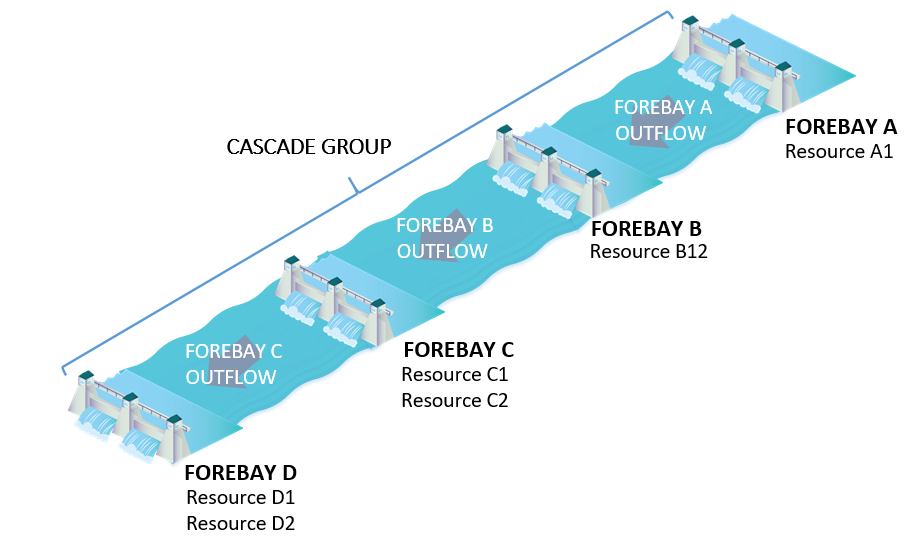 FOREBAY A
OUTFLOW
FOREBAY A
Resource A1
CASCADE GROUP
FOREBAY B
OUTFLOW
FOREBAY B
Resource B12
FOREBAY C
OUTFLOW
FOREBAY C
Resource C1
Resource C2
FOREBAY D
Resource D1
Resource D2